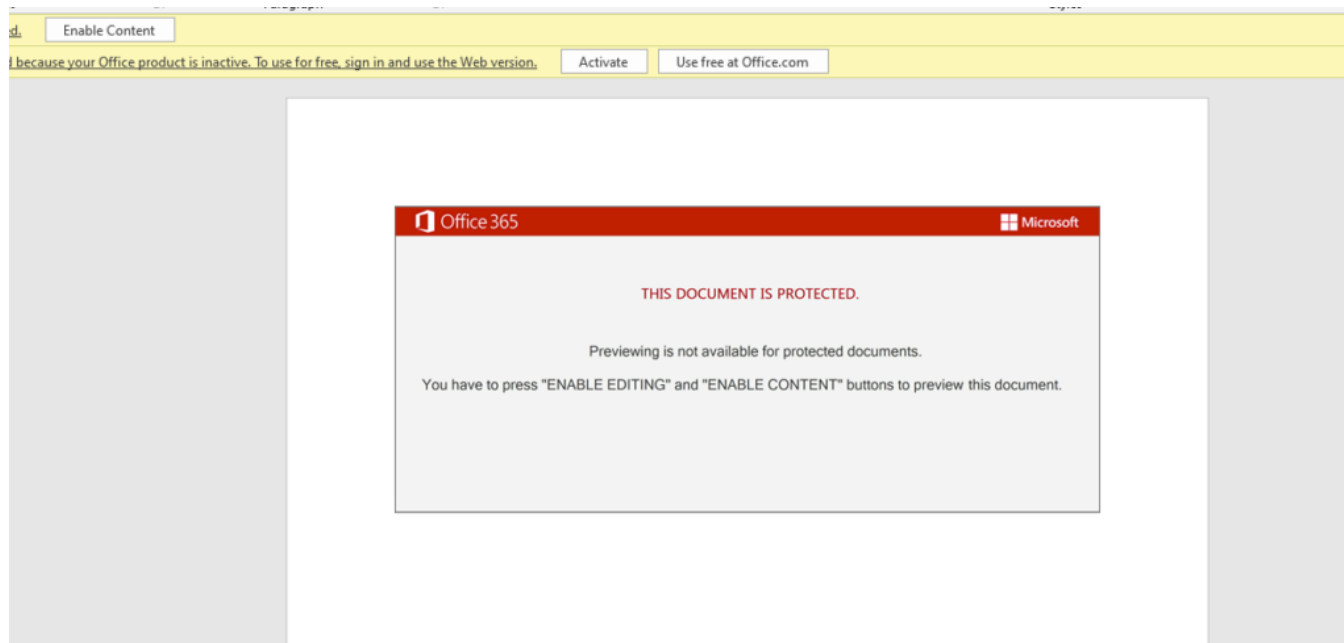 ed. Enable Content
because your Office product is inactive. To use for free, sign in and use the Web version. Activate Use free at Office.com
Office 365 Microsoft
THIS DOCUMENT IS PROTECTED.
Previewing is not available for protected documents.
You have to press "ENABLE EDITING" and "ENABLE CONTENT" buttons to preview this document.